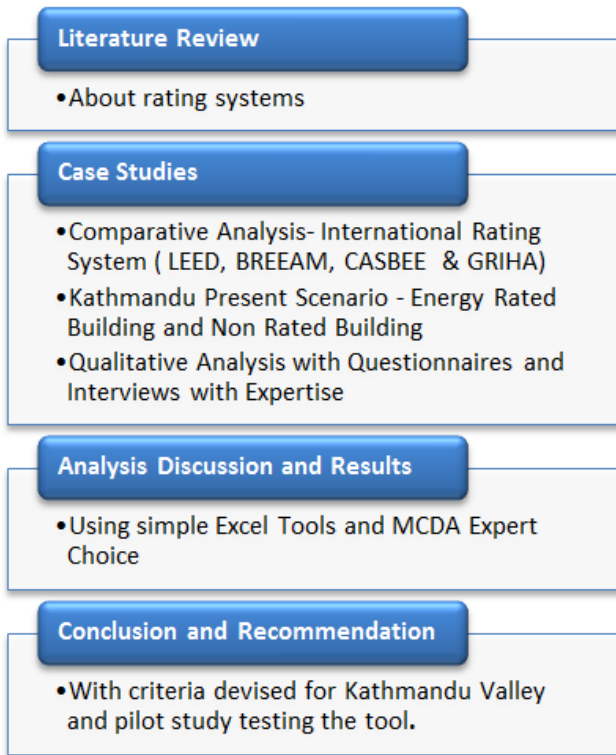 Literature Review
•About rating systems
Case Studies
•Comparative Analysis- International Rating
System ( LEED, BREEAM, CASBEE & GRIHA)
•Kathmandu Present Scenario - Energy Rated
Building and Non Rated Building
•Qualitative Analysis with Questionnaires and
Interviews with Expertise
Analysis Discussion and Results
•Using simple Excel Tools and MCDA Expert
Choice
Conclusion and Recommendation
•With criteria devised for Kathmandu Valley
and pilot study testing the tool.